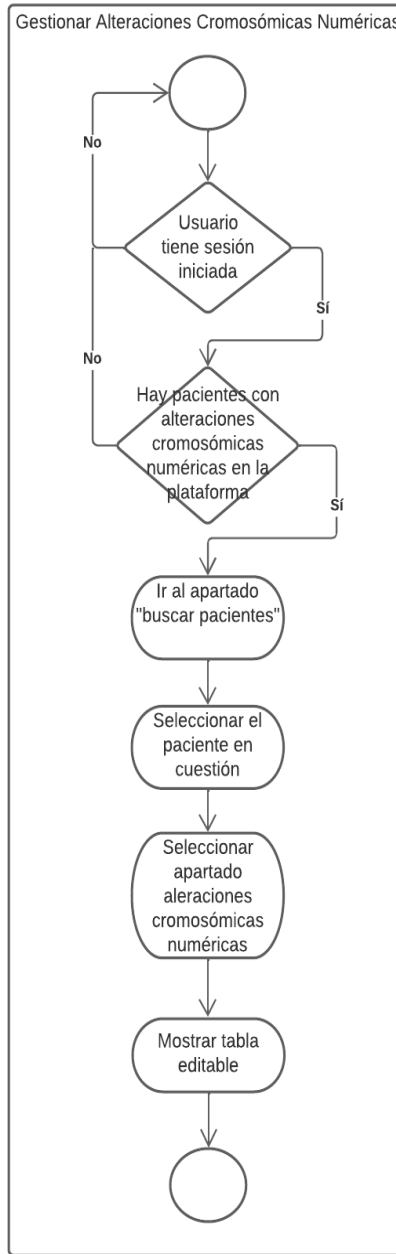 Gestionar Alteraciones Cromosómicas Numéricas
No
Usuario
tiene sesión
iniciada
Sí
No
Hay pacientes con
alteraciones
cromosómicas
numéricas en la
plataforma
Sí
Ir al apartado
"buscar pacientes"
Seleccionar el
paciente en
cuestión
Seleccionar
apartado
aleraciones
cromosómicas
numéricas
Mostrar tabla
editable